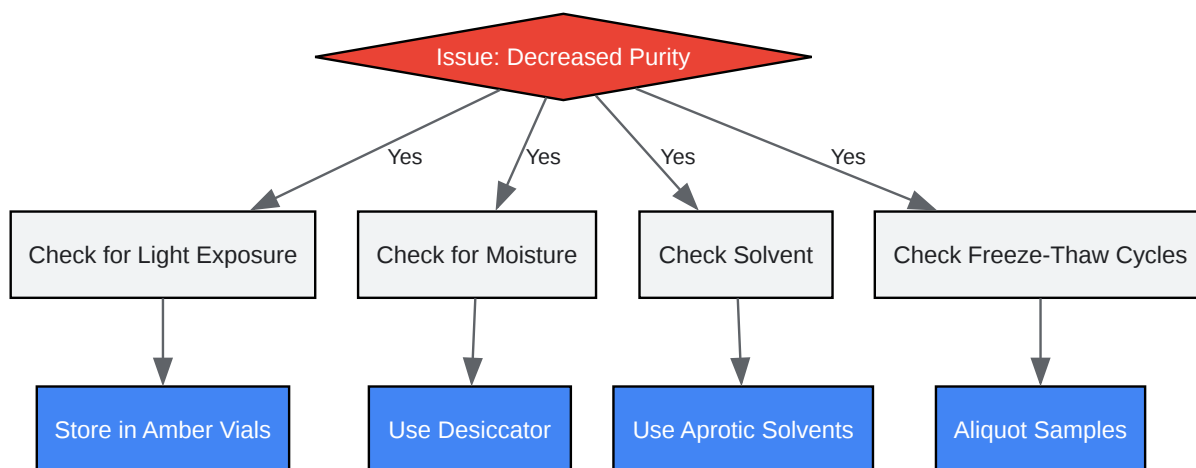 Issue: Decreased Purity
Yes
Yes
Yes
Yes
Check for Light Exposure
Check for Moisture
Check Solvent
Check Freeze-Thaw Cycles
Store in Amber Vials
Use Desiccator
Use Aprotic Solvents
Aliquot Samples